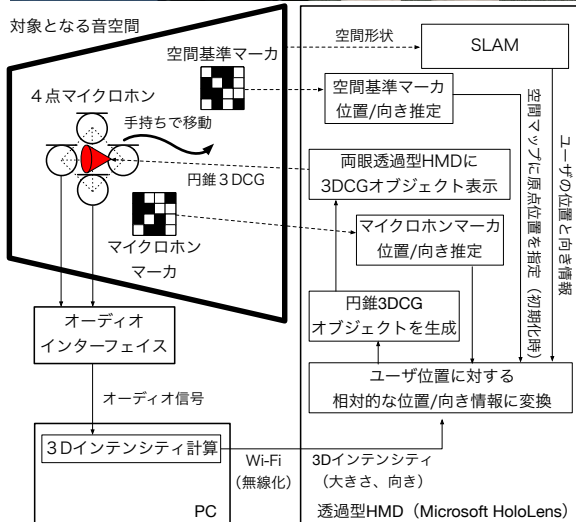 対象となる音空間
空間基準マーカ
４点マイクロホン
手持ちで移動
円錐３DCG
マイクロホン
マーカ
オーディオ
インターフェイス
オーディオ信号
３Dインテンシティ計算
PC
Wi-Fi
（無線化）
3Dインテンシティ
（大きさ、向き）
空間形状
SLAM
空間基準マーカ
位置/向き推定
両眼透過型HMDに
3DCGオブジェクト表示
マイクロホンマーカ
位置/向き推定
円錐3DCG
オブジェクトを生成
ユーザ位置に対する
相対的な位置/向き情報に変換
空間マップに原点位置を指定（初期化時）
ユーザの位置と向き情報
透過型HMD（Microsoft HoloLens）